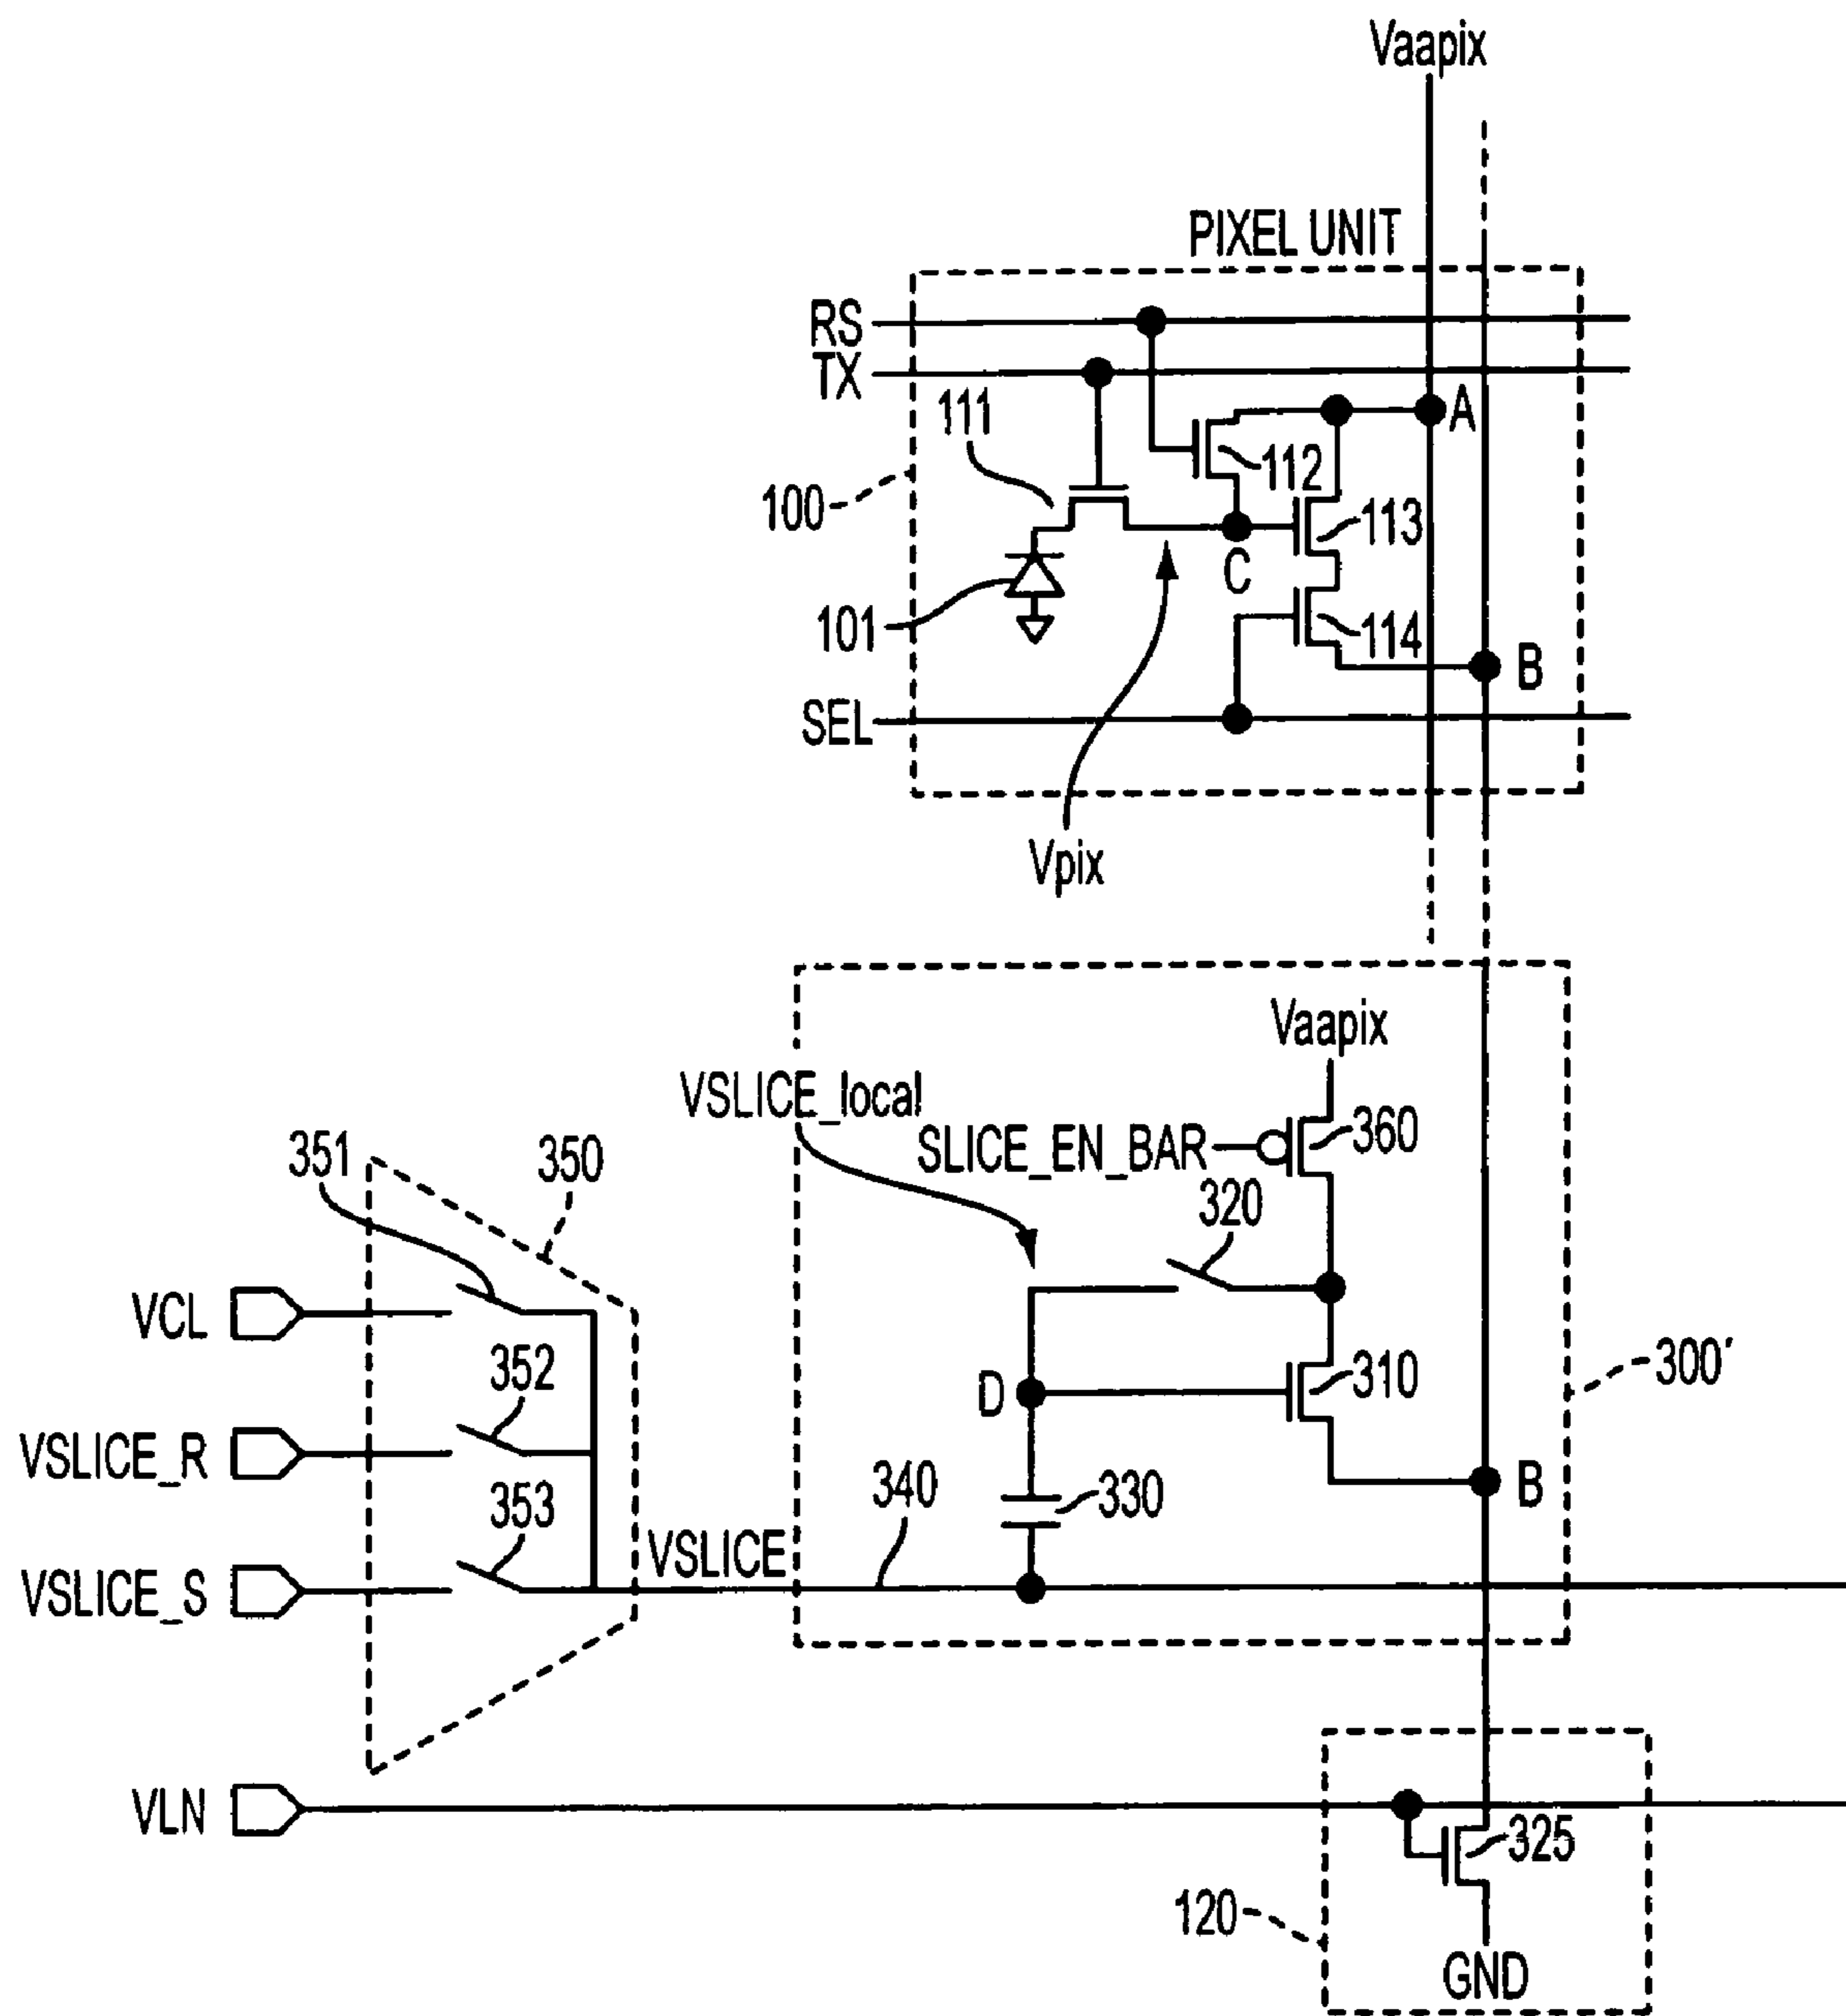 Vaapix
PIXEL UNIT
RS
TX
A
111
112
100
113
C
101
114
B
SEL
Vpix
Vaapix
VSLICE_local
360
SLICE_EN_BAR
351
350
320
VCL
352
310
300'
D
VSLICE_R
340
330
B
353
VSLICE
VSLICE_S
VLN
325
120
GND